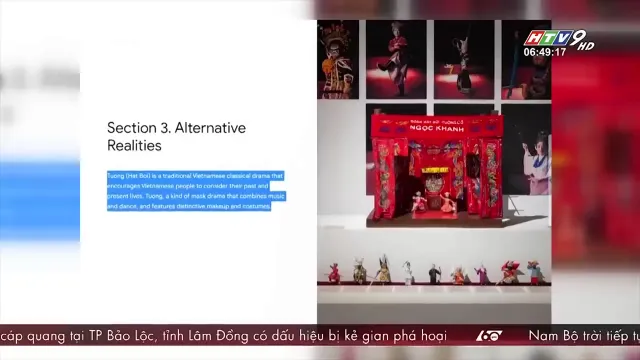 HTV9 HD
06:49:17
Section 3. Alternative
Realities
Tuong (Hat Boi) is a traditional Vietnamese classical drama that
encourages Vietnamese people to consider their past and
present lives. Tuong, a kind of mask drama that combines music
and dance, and features distinctive makeup and costumes.
NGỌC KHANH
cáp quang tại TP Bảo Lộc, tỉnh Lâm Đồng có dấu hiệu bị kẻ gian phá hoại
60
Nam Bộ trời tiếp tụ